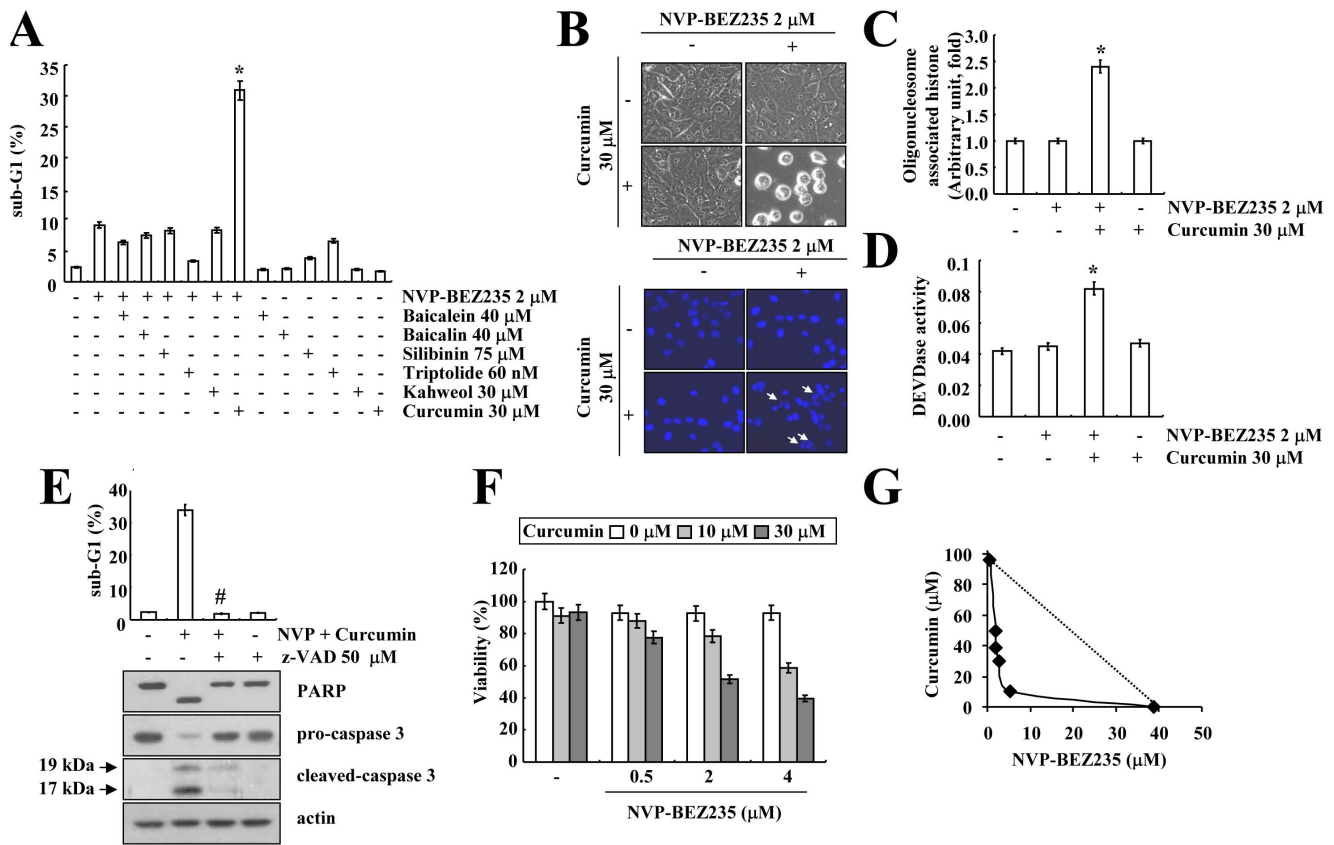 A
sub-G1 (%)
35
30
25
20
15
10
5
0
*
- + + + + + + + - - - - - - NVP-BEZ235 2 μM
- - + - - - - - + - - - - - Baicalein 40 μM
- - - + - - - - - + - - - - Baicalin 40 μM
- - - - + - - - - - + - - - Silibinin 75 μM
- - - - - + - - - - - + - - Triptolide 60 nM
- - - - - - + - - - - - + - Kahweol 30 μM
- - - - - - - + - - - - - + Curcumin 30 μM
B
NVP-BEZ235 2 μM
- +
Curcumin
30 μM
-
+
NVP-BEZ235 2 μM
- +
Curcumin
30 μM
-
+
C
Oligonucleosome
associated histone
(Arbitrary unit, fold)
3.0
2.5
2.0
1.5
1.0
0.5
0.0
*
- + + - NVP-BEZ235 2 μM
- - + + Curcumin 30 μM
D
DEVDase activity
0.1
0.08
0.06
0.04
0.02
0.00
*
- + + - NVP-BEZ235 2 μM
- - + + Curcumin 30 μM
E
sub-G1 (%)
40
30
20
10
0
#
- + + - NVP + Curcumin
- - + + z-VAD 50 μM
PARP
pro-caspase 3
19 kDa
cleaved-caspase 3
17 kDa
actin
F
Curcumin 0 μM 10 μM 30 μM
Viability (%)
120
100
80
60
40
20
0
- 0.5 2 4
NVP-BEZ235 (μM)
G
Curcumin (μM)
100
80
60
40
20
0
0 10 20 30 40 50
NVP-BEZ235 (μM)